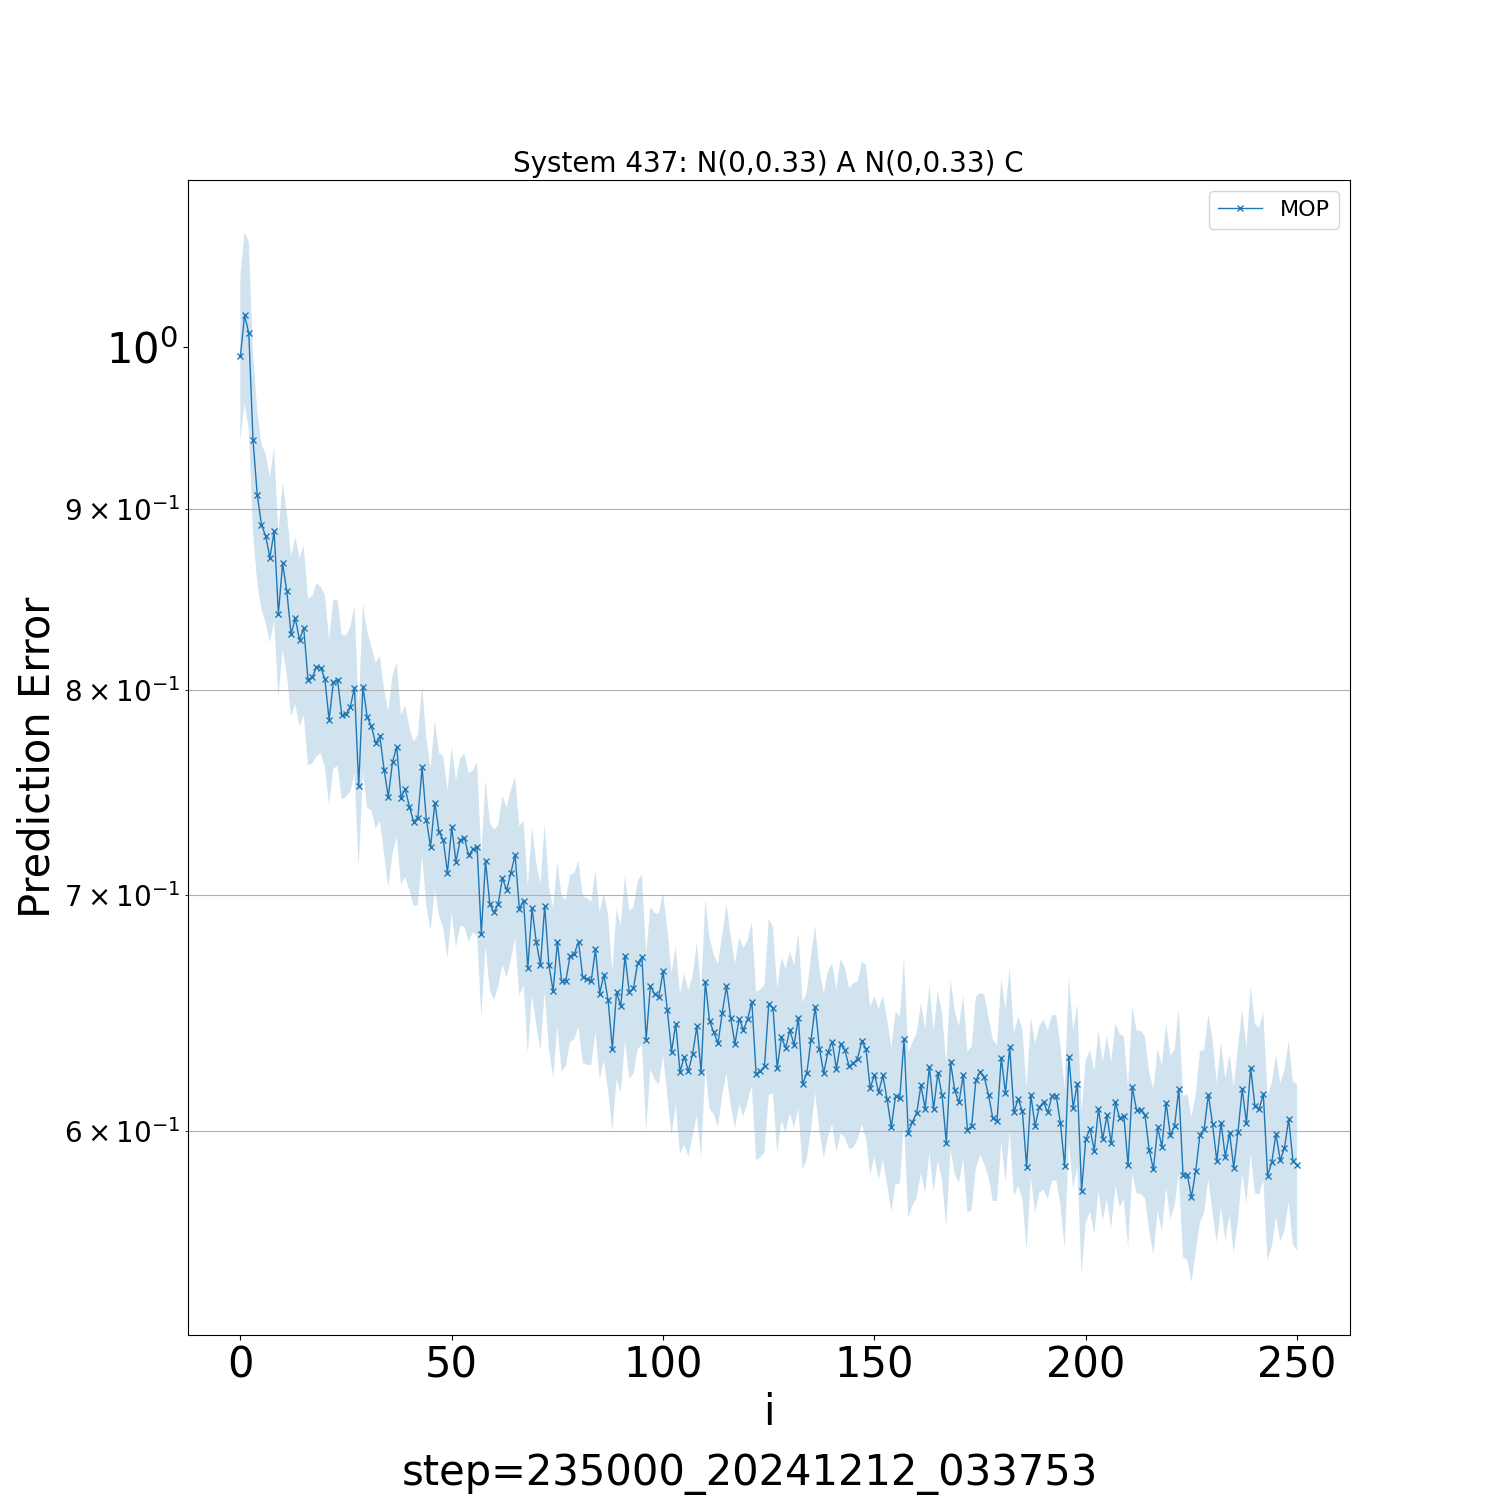 System 437: N(0,0.33) A N(0,0.33) C
MOP
10⁰
9 × 10⁻¹
8 × 10⁻¹
7 × 10⁻¹
6 × 10⁻¹
Prediction Error
0 50 100 150 200 250
i
step=235000_20241212_033753